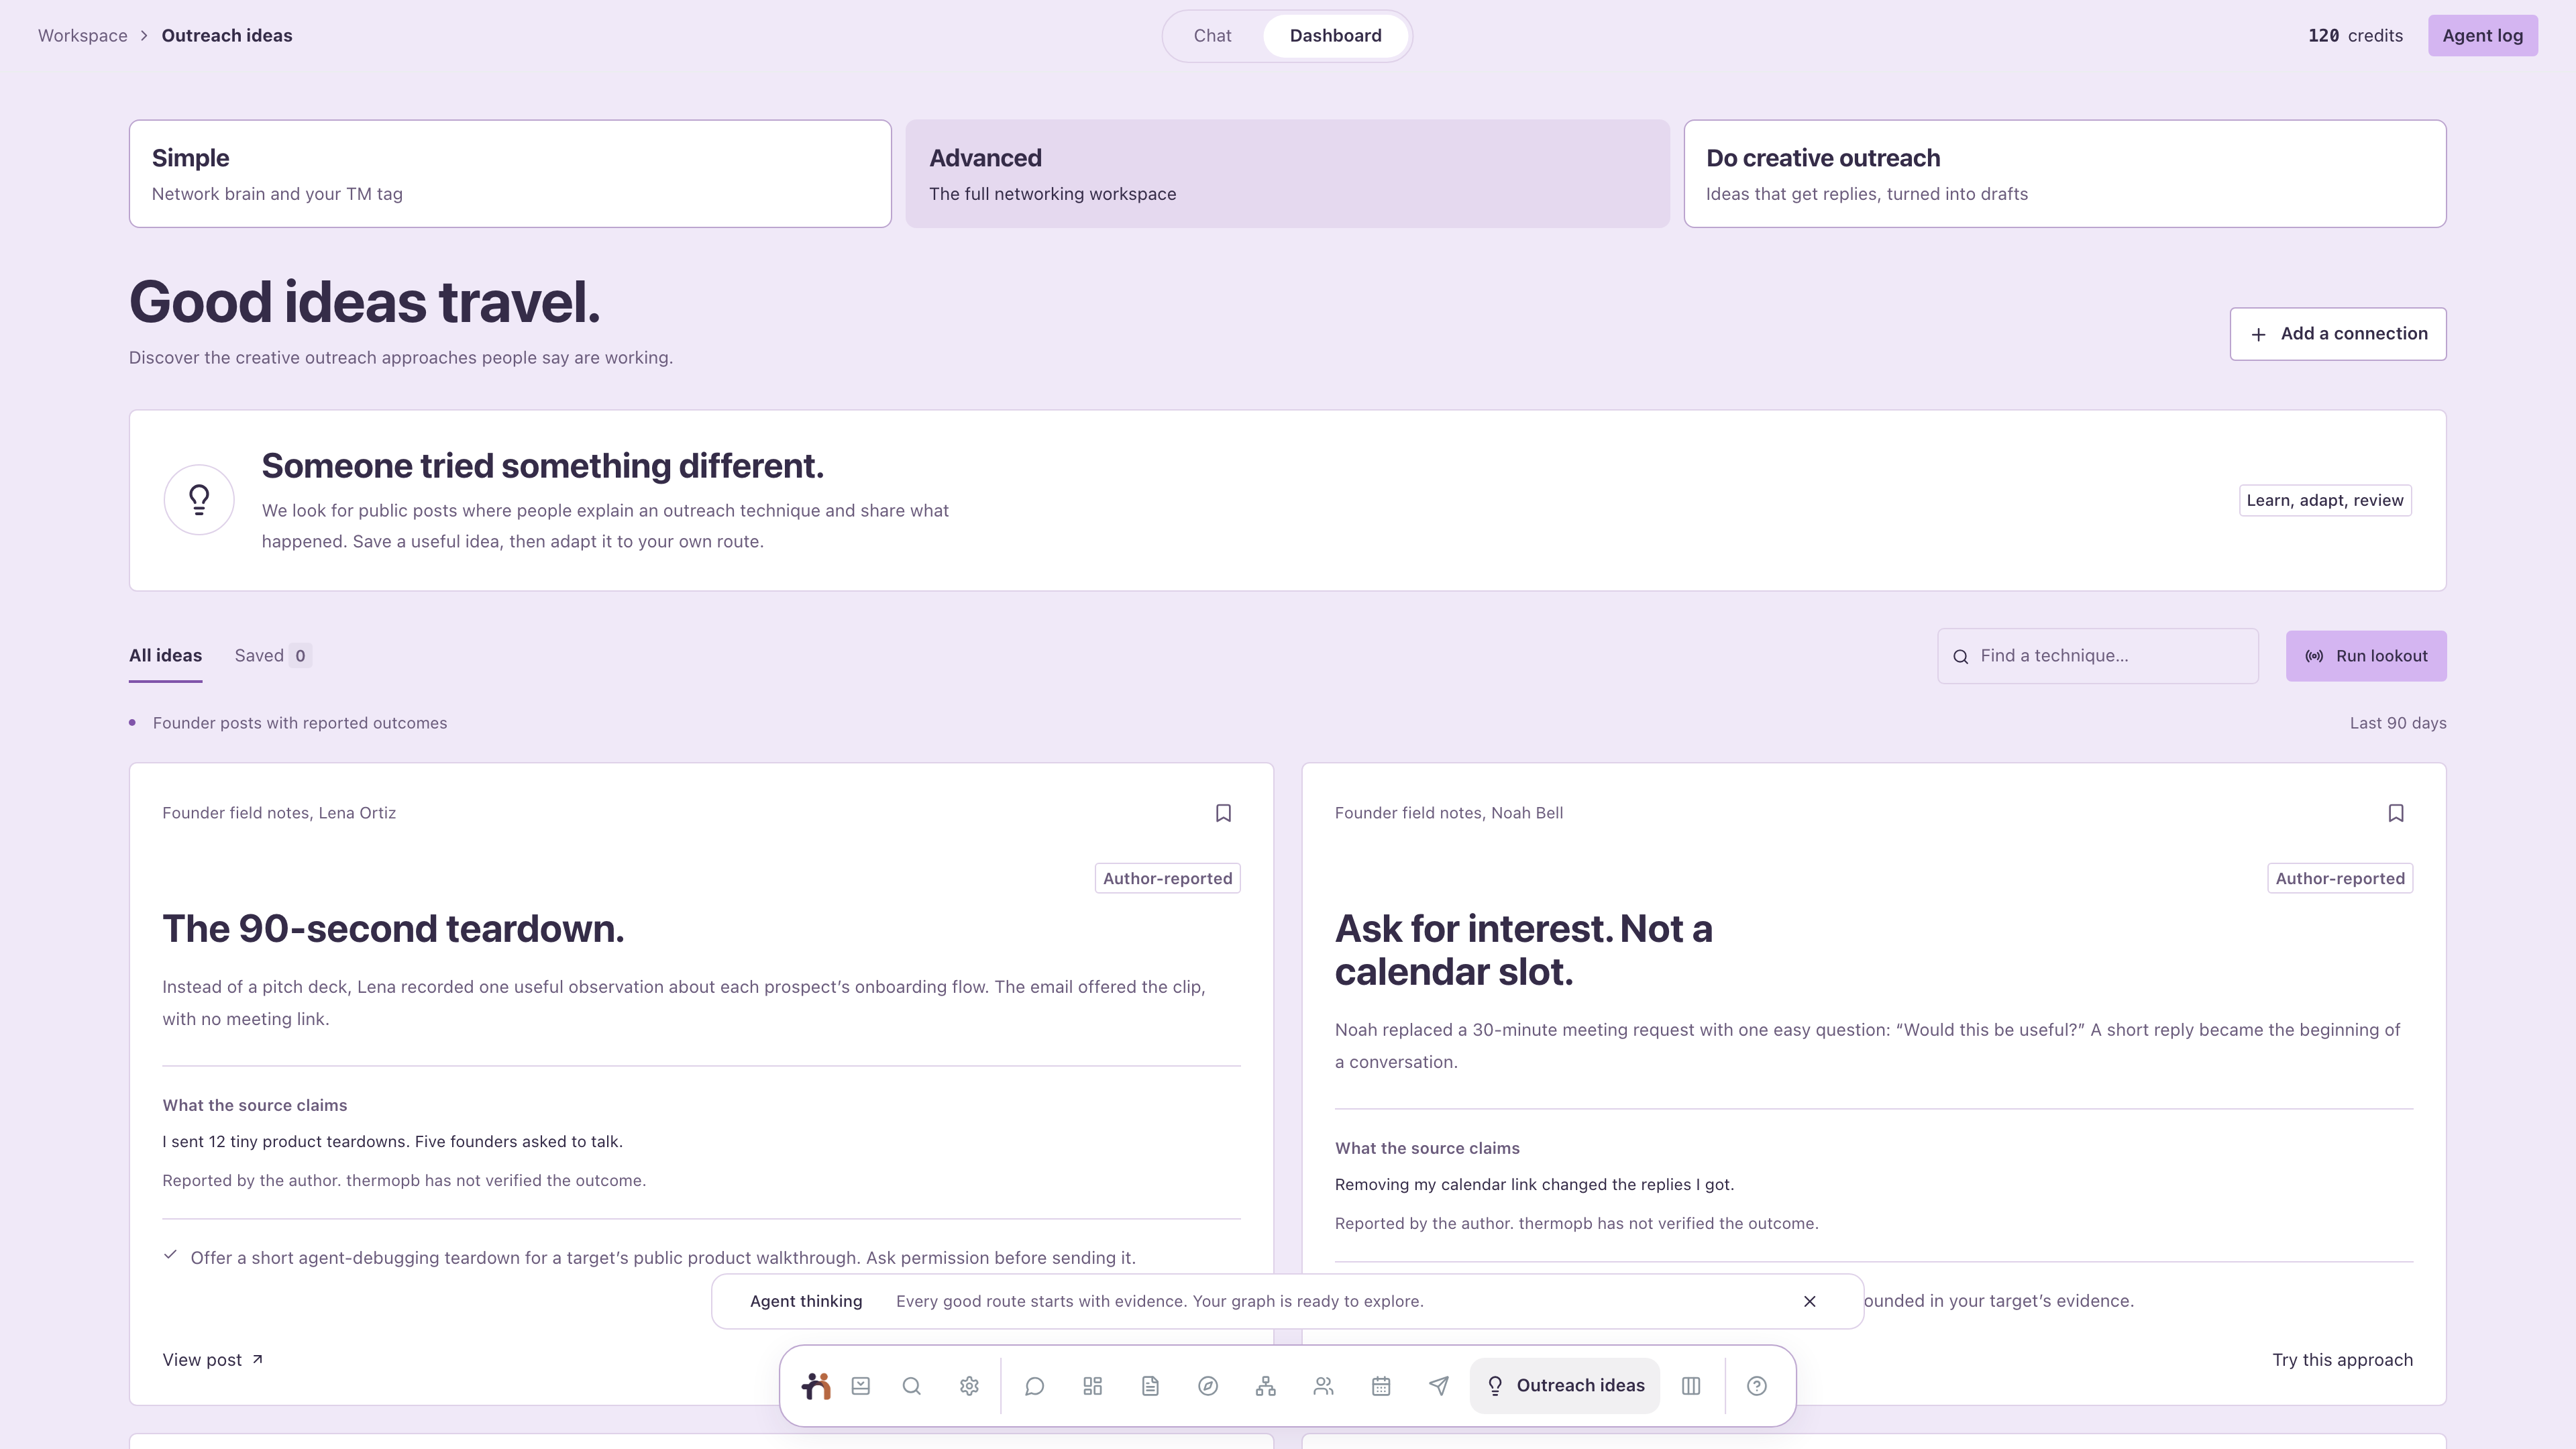 Workspace > Outreach ideas
Chat
Dashboard
120 credits
Agent log
Simple
Network brain and your TM tag
Advanced
The full networking workspace
Do creative outreach
Ideas that get replies, turned into drafts
Good ideas travel.
Discover the creative outreach approaches people say are working.
Add a connection
Someone tried something different.
We look for public posts where people explain an outreach technique and share what
happened. Save a useful idea, then adapt it to your own route.
Learn, adapt, review
All ideas
Saved 0
Find a technique...
Run lookout
Founder posts with reported outcomes
Last 90 days
Founder field notes, Lena Ortiz
Author-reported
The 90-second teardown.
Instead of a pitch deck, Lena recorded one useful observation about each prospect’s onboarding flow. The email offered the clip,
with no meeting link.
What the source claims
I sent 12 tiny product teardowns. Five founders asked to talk.
Reported by the author. thermopb has not verified the outcome.
Offer a short agent-debugging teardown for a target’s public product walkthrough. Ask permission before sending it.
View post
Founder field notes, Noah Bell
Author-reported
Ask for interest. Not a
calendar slot.
Noah replaced a 30-minute meeting request with one easy question: “Would this be useful?” A short reply became the beginning of
a conversation.
What the source claims
Removing my calendar link changed the replies I got.
Reported by the author. thermopb has not verified the outcome.
ounded in your target’s evidence.
Try this approach
Agent thinking
Every good route starts with evidence. Your graph is ready to explore.
Outreach ideas